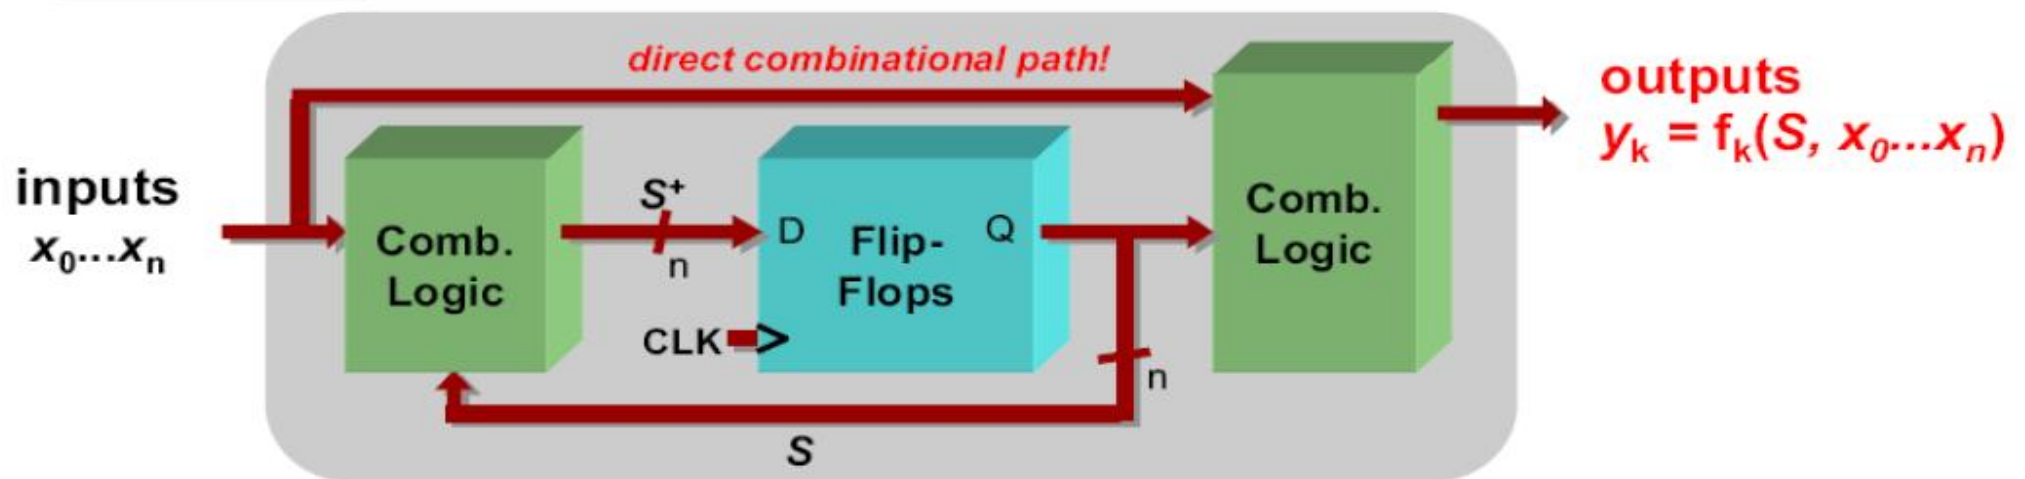 direct combinational path!
outputs
yk = fk(S, x0...xn)
inputs
x0...xn
Comb.
Logic
S+
n
D
Flip-
Flops
Q
CLK
>
n
Comb.
Logic
S